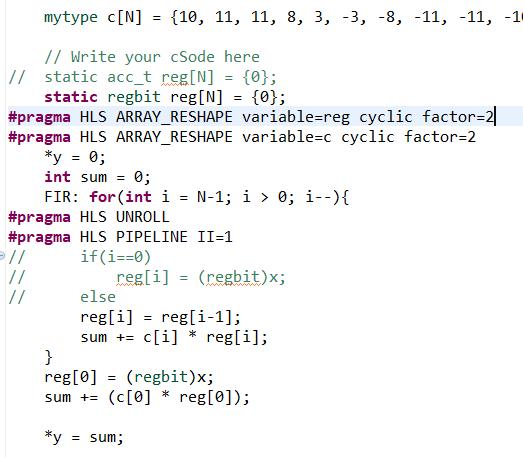 mytype c[N] = {10, 11, 11, 8, 3, -3, -8, -11, -11, -1
// Write your cSode here
// static acc_t reg[N] = {0};
static regbit reg[N] = {0};
#pragma HLS ARRAY_RESHAPE variable=reg cyclic factor=2
#pragma HLS ARRAY_RESHAPE variable=c cyclic factor=2
*y = 0;
int sum = 0;
FIR: for(int i = N-1; i > 0; i--){
#pragma HLS UNROLL
#pragma HLS PIPELINE II=1
// if(i==0)
// reg[i] = (regbit)x;
// else
reg[i] = reg[i-1];
sum += c[i] * reg[i];
}
reg[0] = (regbit)x;
sum += (c[0] * reg[0]);
*y = sum;